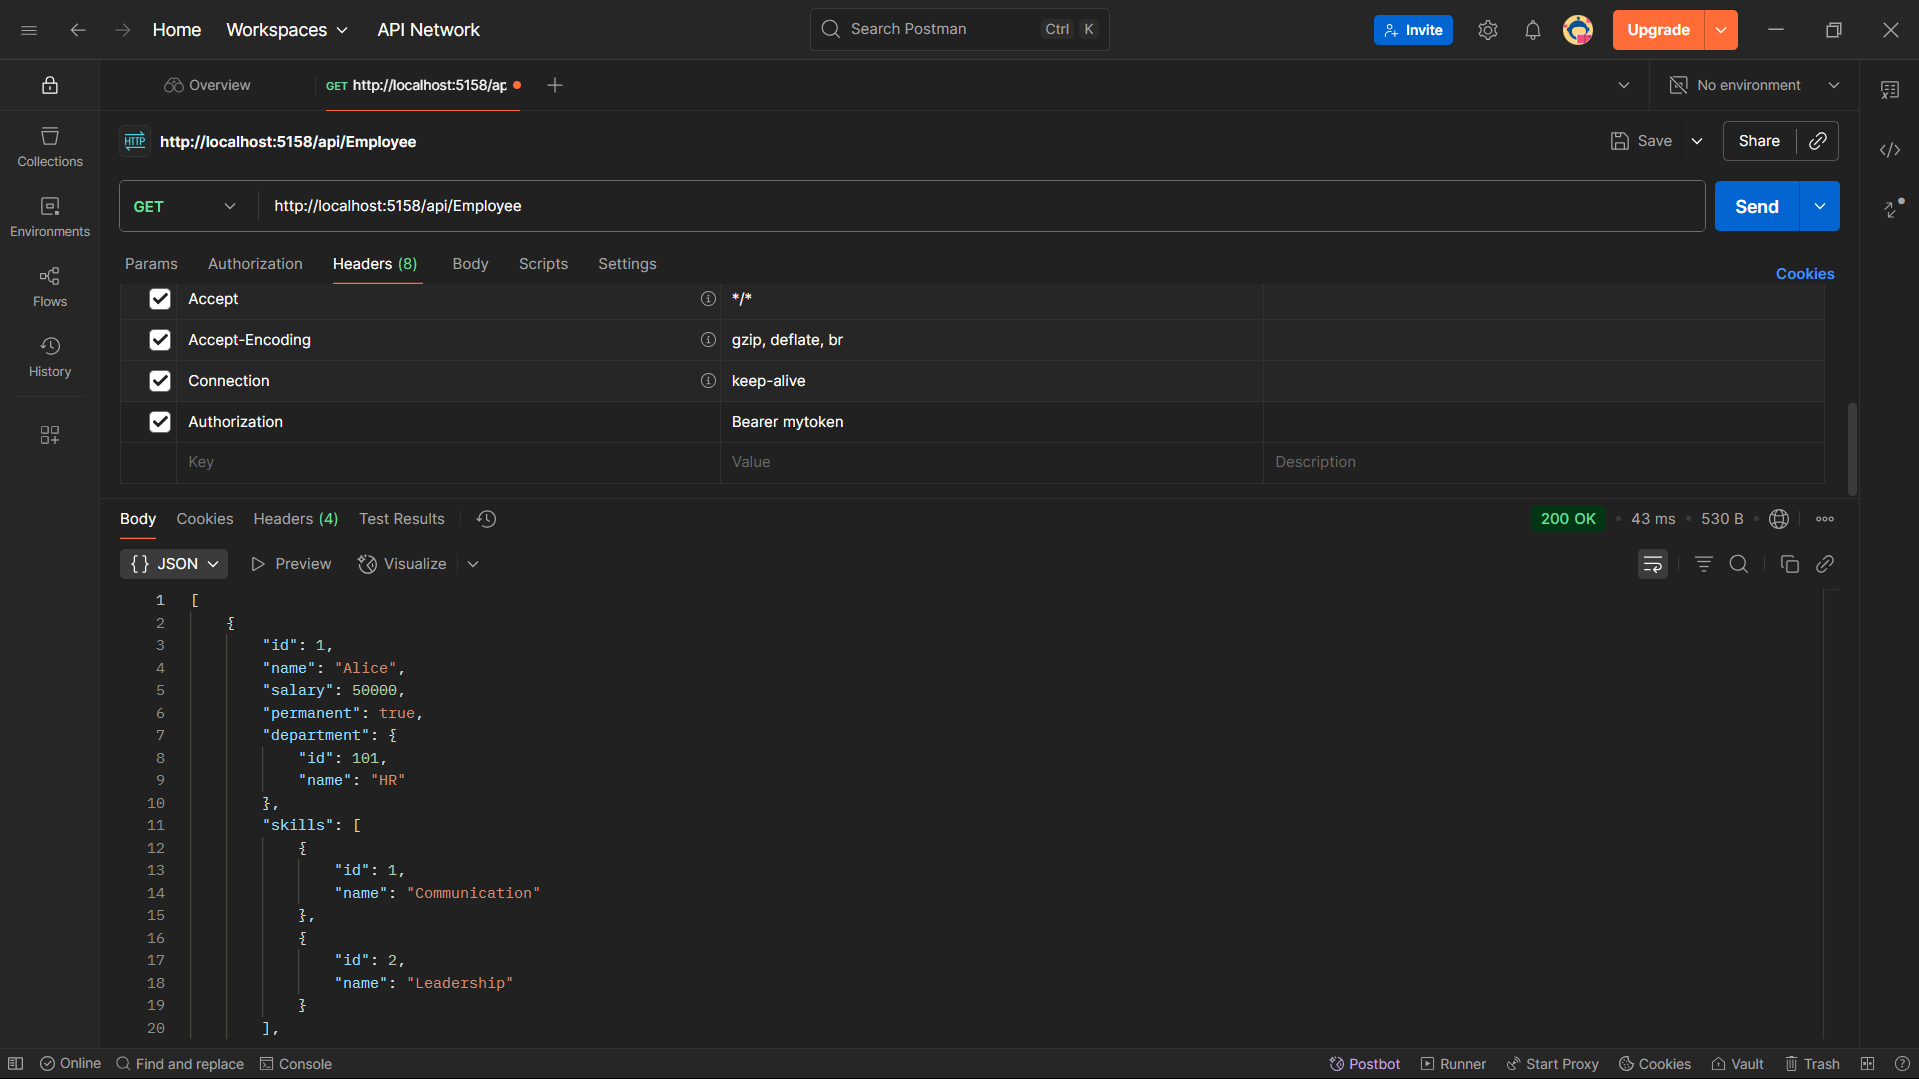 Home Workspaces API Network Search Postman Ctrl K Invite Upgrade
Overview GET http://localhost:5158/ap No environment
HTTP http://localhost:5158/api/Employee Save Share
GET http://localhost:5158/api/Employee Send
Params Authorization Headers (8) Body Scripts Settings Cookies
Collections
Environments
Flows
History
Accept */*
Accept-Encoding gzip, deflate, br
Connection keep-alive
Authorization Bearer mytoken
Key Value Description
Body Cookies Headers (4) Test Results 200 OK • 43 ms • 530 B •
{} JSON Preview Visualize
1 [
2 {
3 "id": 1,
4 "name": "Alice",
5 "salary": 50000,
6 "permanent": true,
7 "department": {
8 "id": 101,
9 "name": "HR"
10 },
11 "skills": [
12 {
13 "id": 1,
14 "name": "Communication"
15 },
16 {
17 "id": 2,
18 "name": "Leadership"
19 }
20 ],
Online Find and replace Console Postbot Runner Start Proxy Cookies Vault Trash